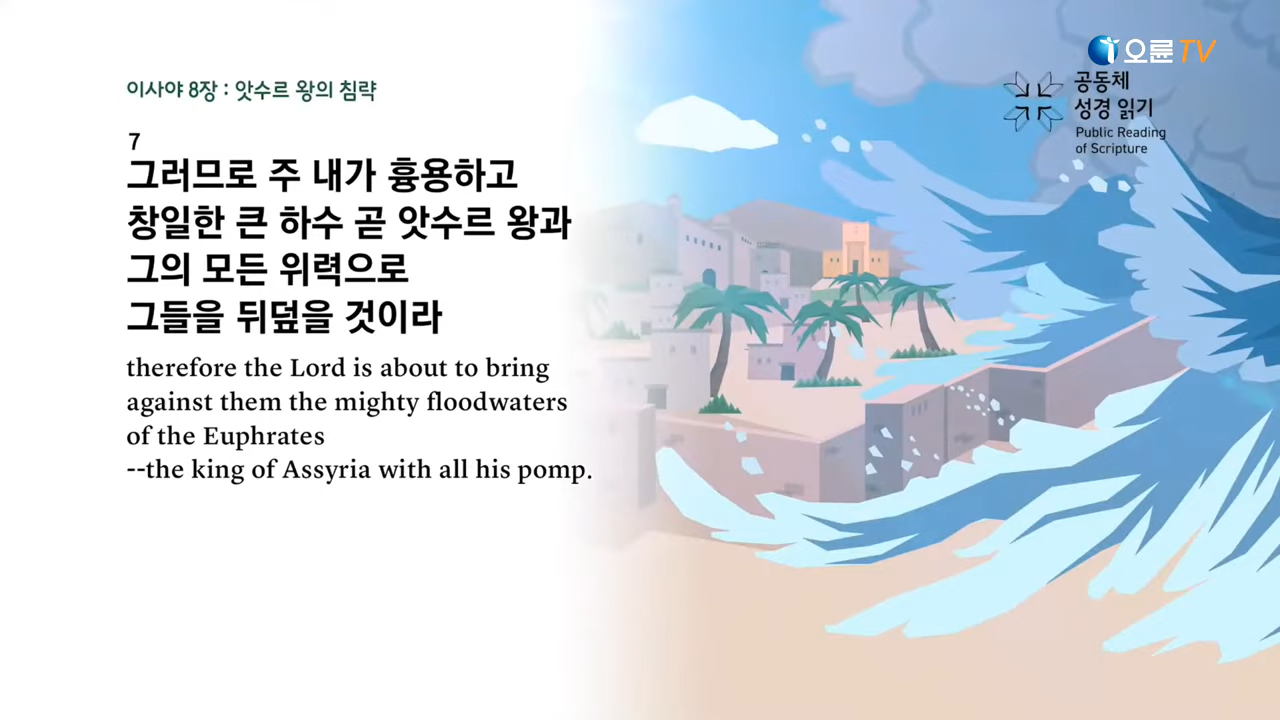 오륜TV
이사야 8장 : 앗수르 왕의 침략
공동체
성경 읽기
Public Reading
of Scripture
7
그러므로 주 내가 흉용하고
창일한 큰 하수 곧 앗수르 왕과
그의 모든 위력으로
그들을 뒤덮을 것이라
therefore the Lord is about to bring
against them the mighty floodwaters
of the Euphrates
--the king of Assyria with all his pomp.